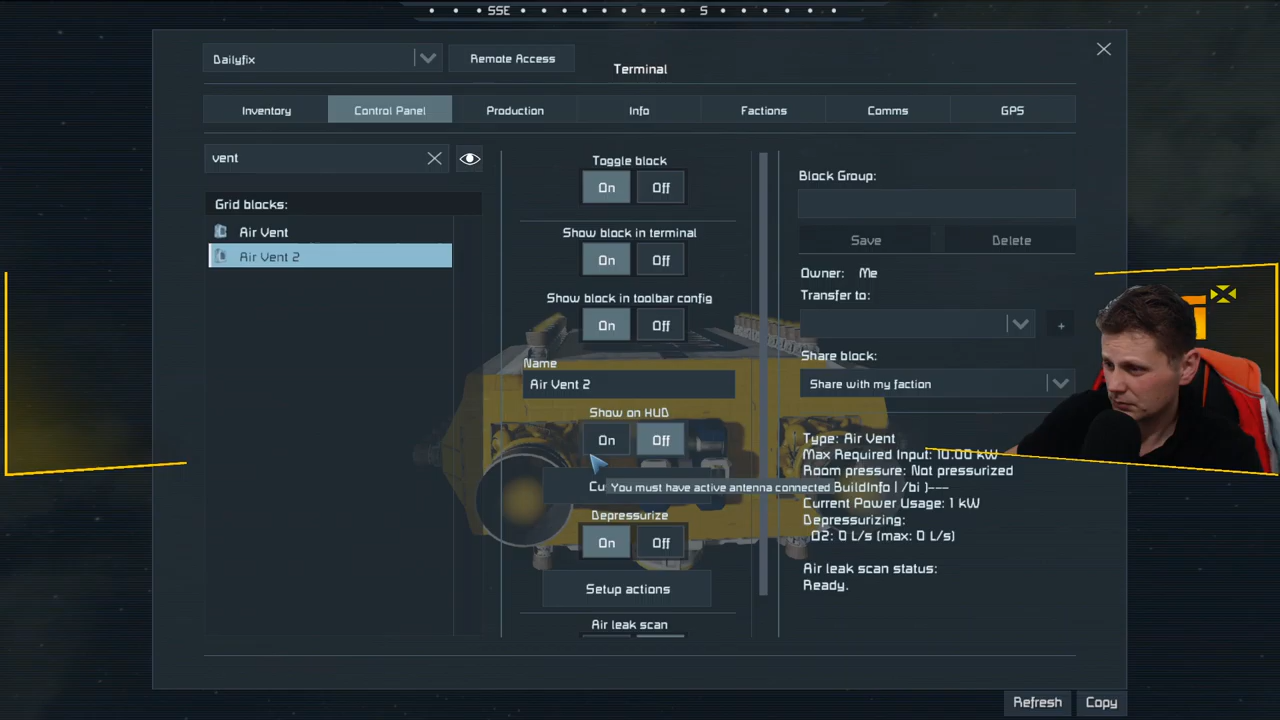 SSE S
Dailyfix
Remote Access
Terminal
Inventory
Control Panel
Production
Info
Factions
Comms
GPS
vent
Grid blocks:
Air Vent
Air Vent 2
Toggle block
On Off
Show block in terminal
On Off
Show block in toolbar config
On Off
Name
Air Vent 2
Show on HUD
On Off
Cu
You must have active antenna connected
Depressurize
On Off
Setup actions
Air leak scan
Block Group:
Save
Delete
Owner: Me
Transfer to:
+
Share block:
Share with my faction
Type: Air Vent
Max Required Input: 10.00 kW
Room pressure: Not pressurized
BuildInfo | /bi )---
Current Power Usage: 1 kW
Depressurizing:
O2: 0 L/s (max: 0 L/s)
Air leak scan status:
Ready.
Refresh
Copy